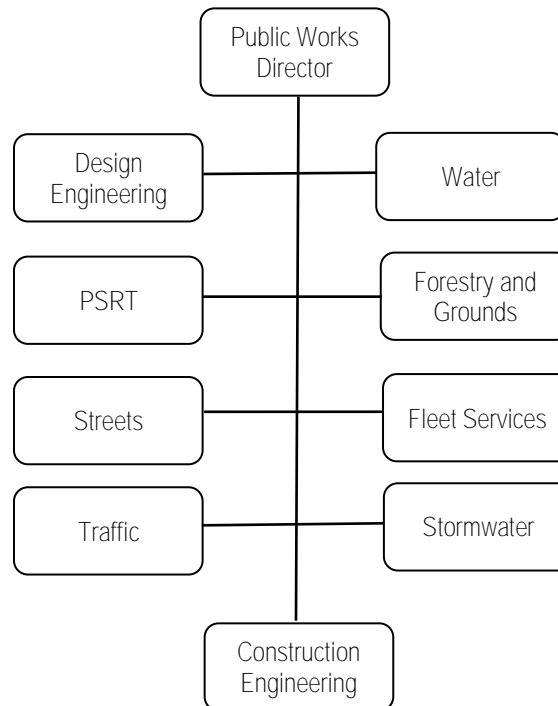 Public Works
Director
Design
Engineering
Water
PSRT
Forestry and
Grounds
Streets
Fleet Services
Traffic
Stormwater
Construction
Engineering